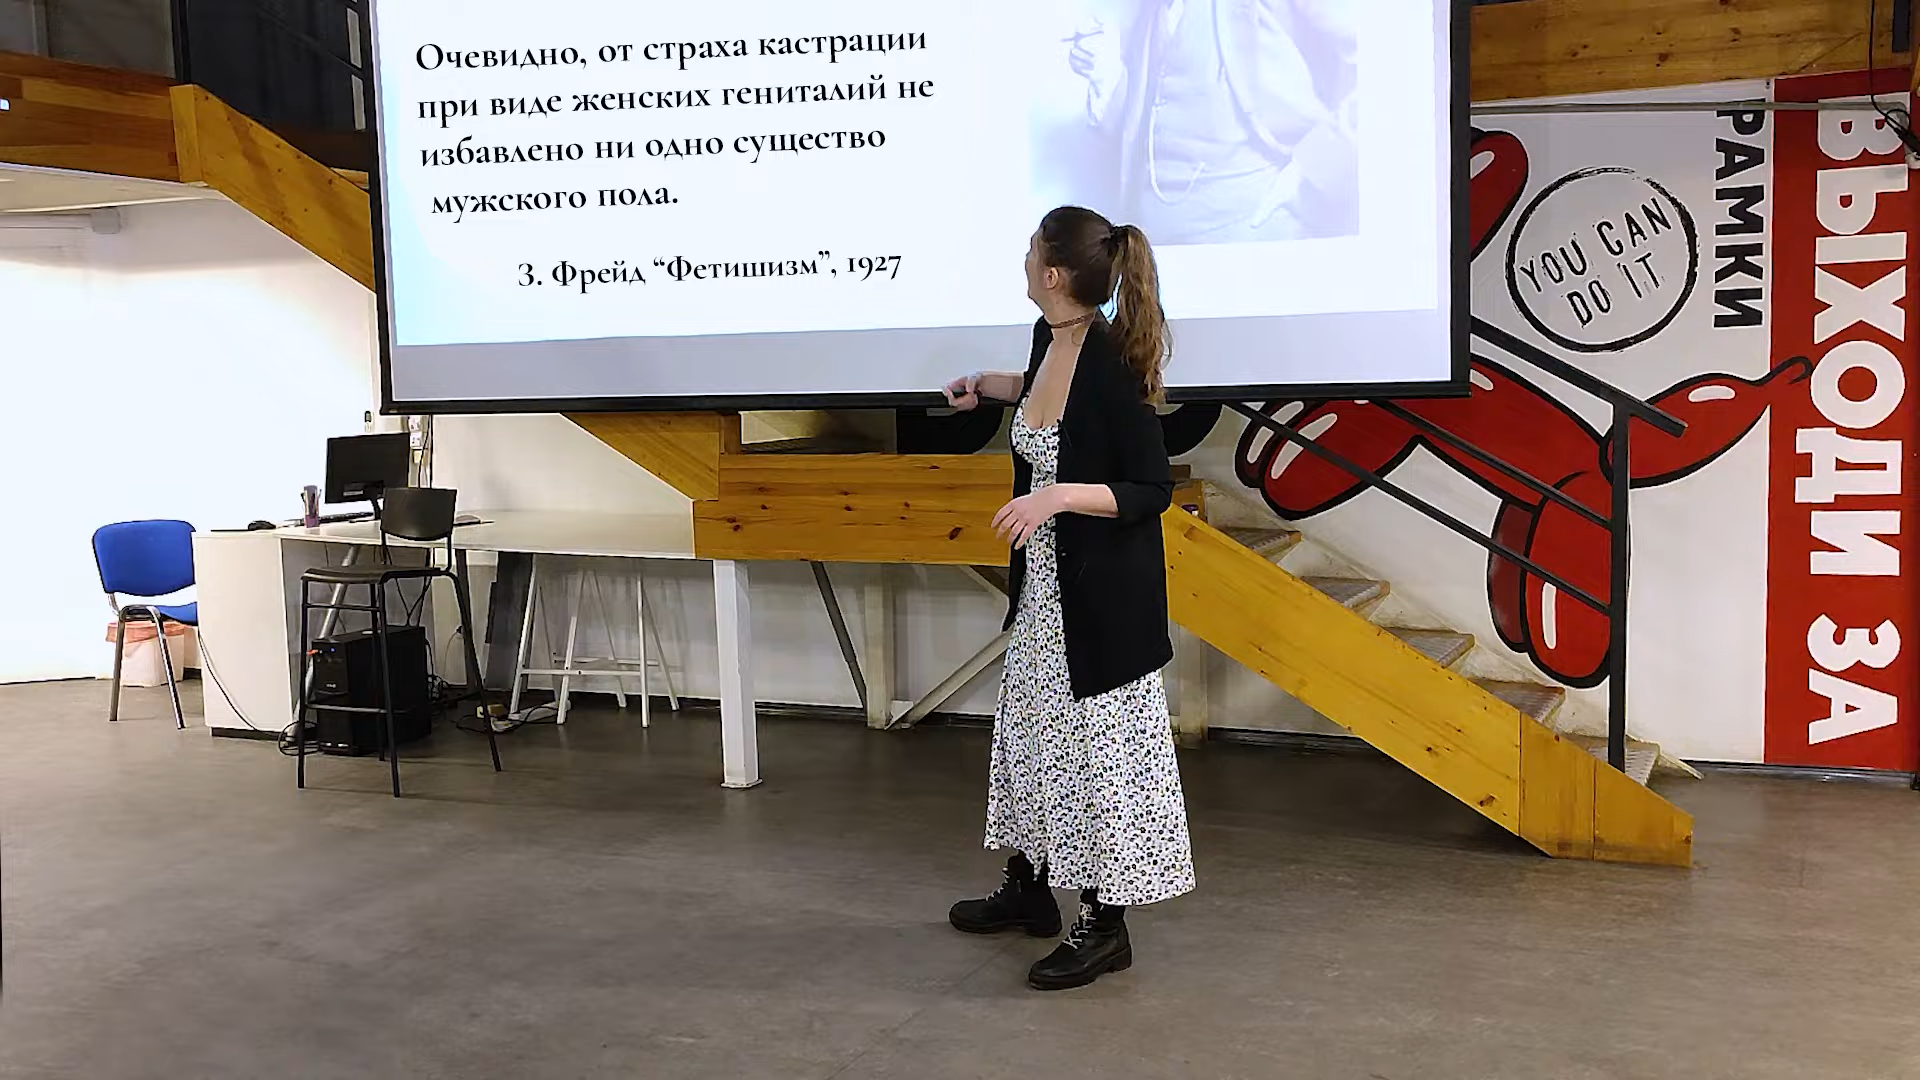 Очевидно, от страха кастрации
при виде женских гениталий не
избавлено ни одно существо
мужского пола.
З. Фрейд “Фетишизм”, 1927
YOU CAN
DO IT
РАМКИ
ВЫХОДИ ЗА